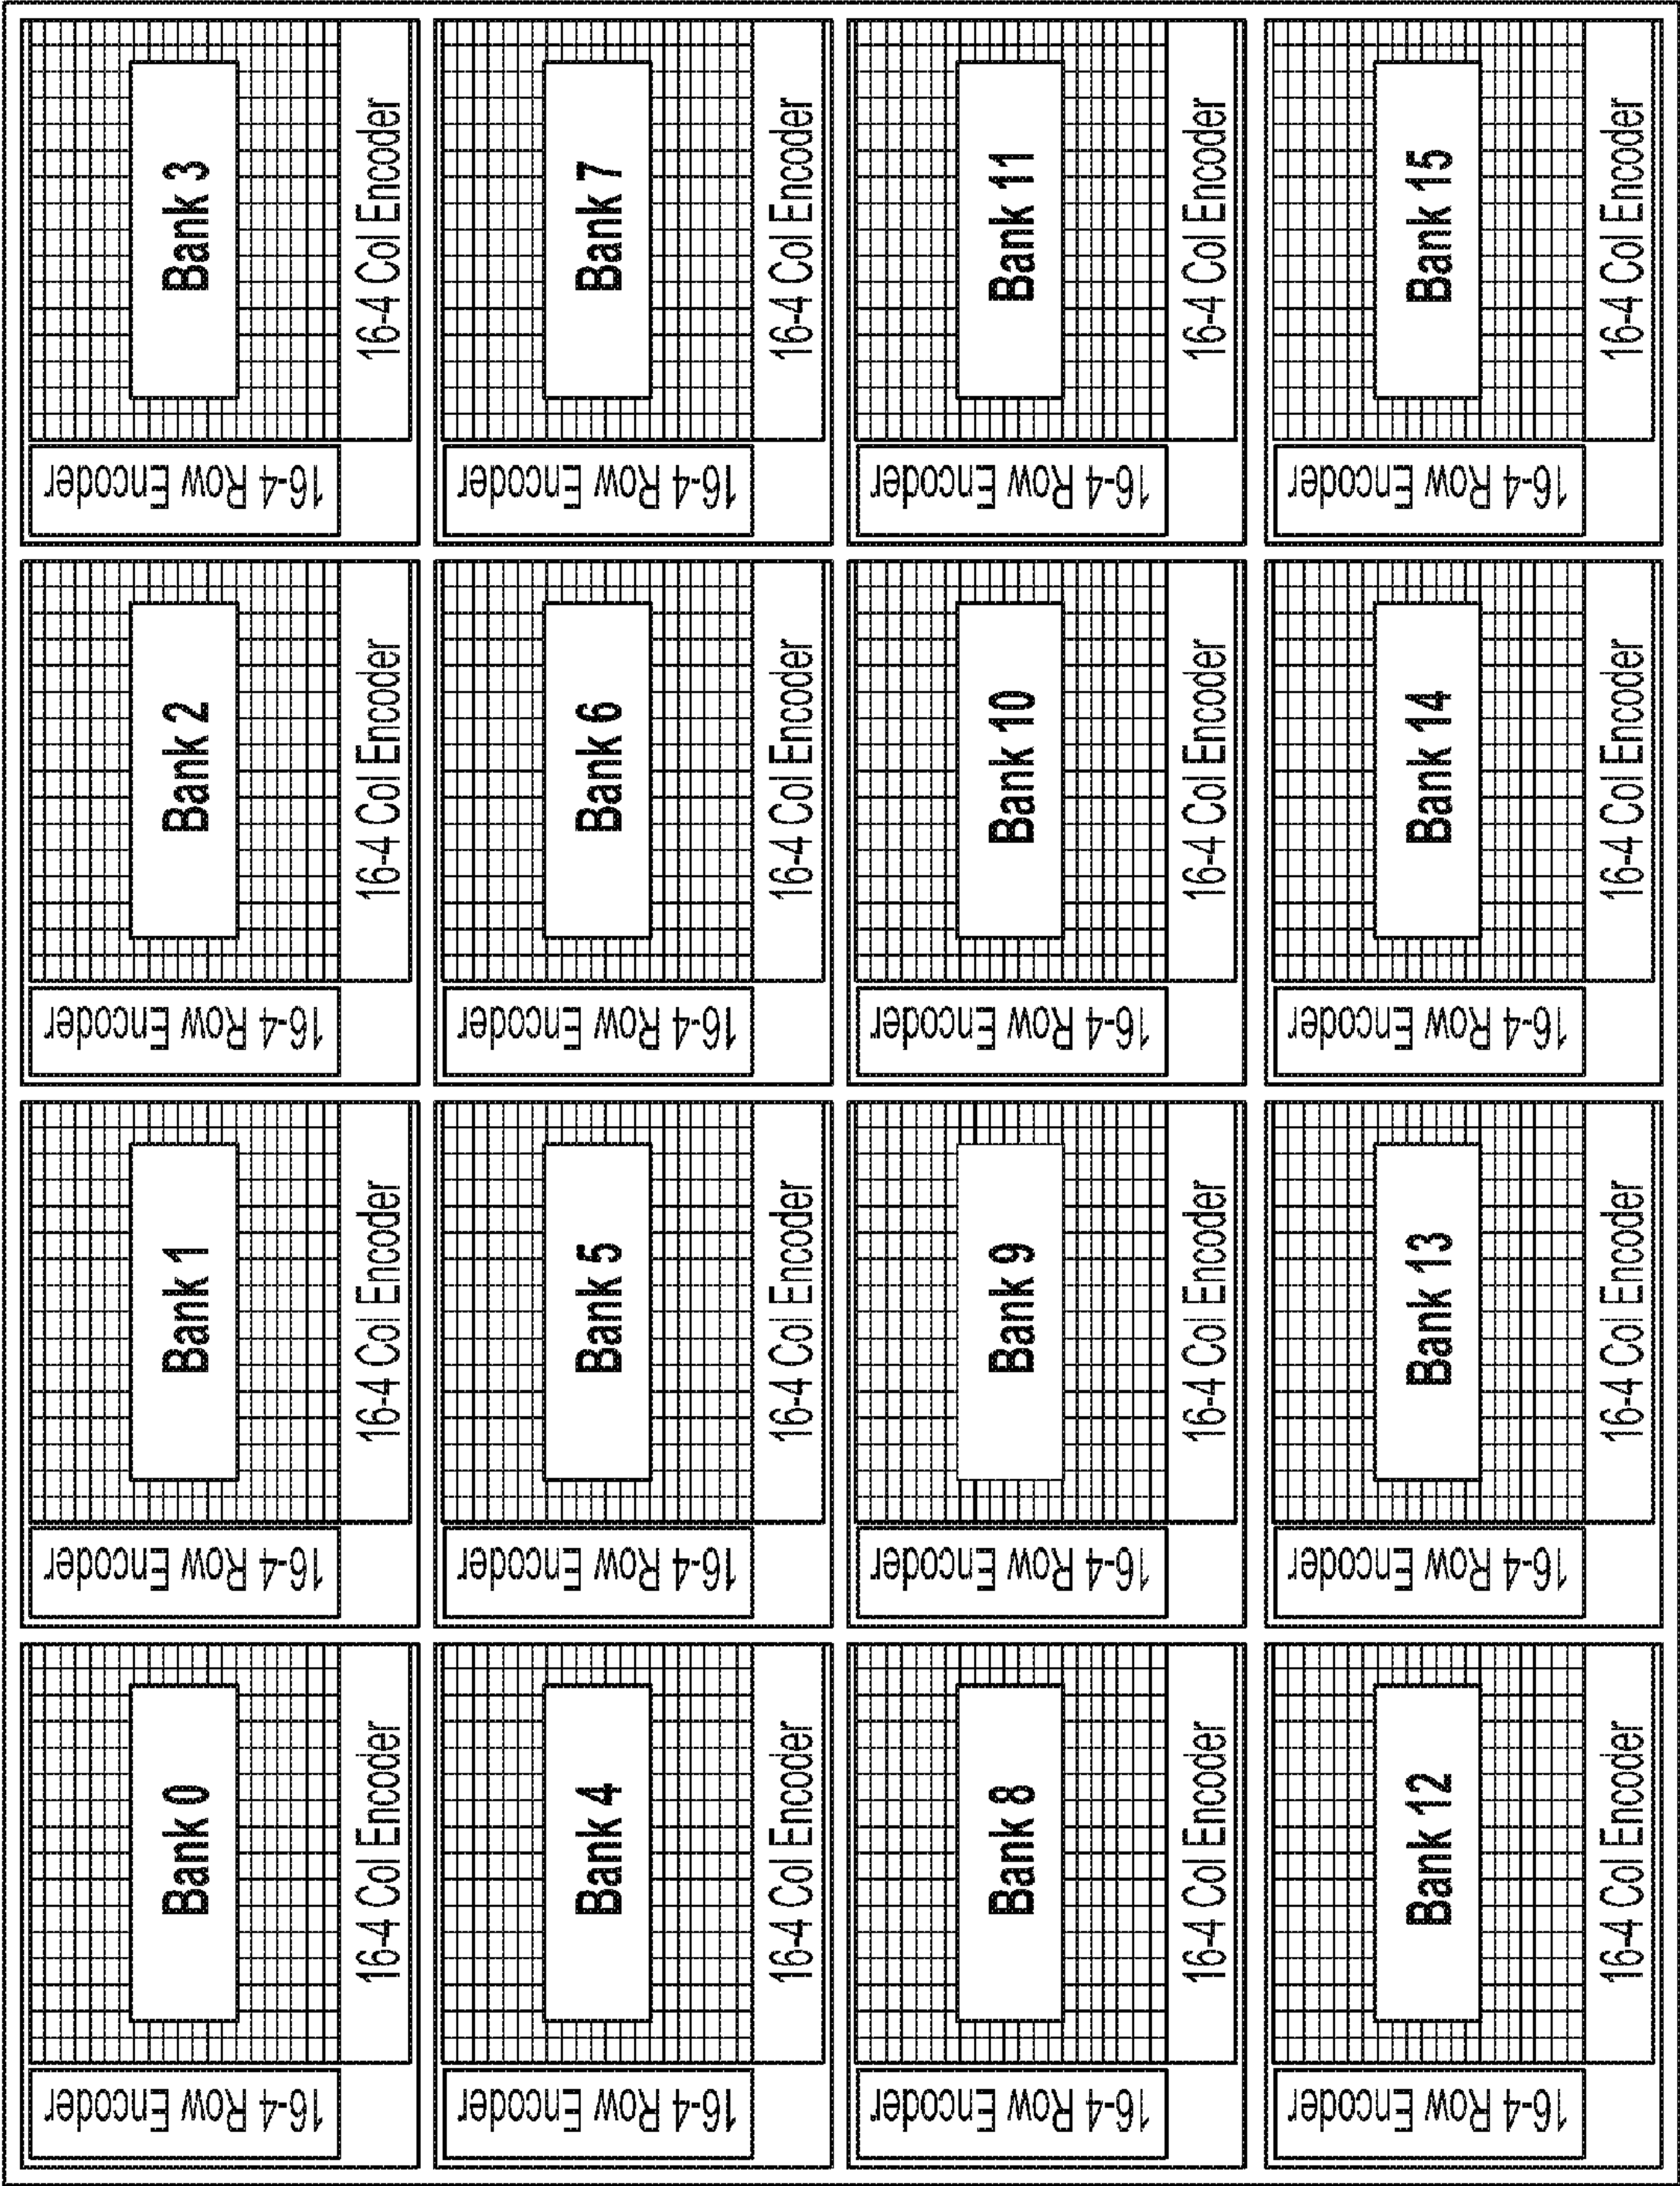 16-4 Row Encoder
Bank 0
16-4 Col Encoder
16-4 Row Encoder
Bank 1
16-4 Col Encoder
16-4 Row Encoder
Bank 2
16-4 Col Encoder
16-4 Row Encoder
Bank 3
16-4 Col Encoder
16-4 Row Encoder
Bank 4
16-4 Col Encoder
16-4 Row Encoder
Bank 5
16-4 Col Encoder
16-4 Row Encoder
Bank 6
16-4 Col Encoder
16-4 Row Encoder
Bank 7
16-4 Col Encoder
16-4 Row Encoder
Bank 8
16-4 Col Encoder
16-4 Row Encoder
Bank 9
16-4 Col Encoder
16-4 Row Encoder
Bank 10
16-4 Col Encoder
16-4 Row Encoder
Bank 11
16-4 Col Encoder
16-4 Row Encoder
Bank 12
16-4 Col Encoder
16-4 Row Encoder
Bank 13
16-4 Col Encoder
16-4 Row Encoder
Bank 14
16-4 Col Encoder
16-4 Row Encoder
Bank 15
16-4 Col Encoder